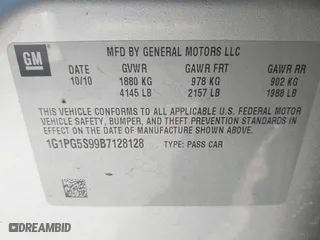 GM
MFD BY GENERAL MOTORS LLC
DATE GVWR GAWR FRT GAWR RR
10/10 1880 KG 978 KG 902 KG
4145 LB 2157 LB 1988 LB
THIS VEHICLE CONFORMS TO ALL APPLICABLE U.S. FEDERAL MOTOR
VEHICLE SAFETY, BUMPER, AND THEFT PREVENTION STANDARDS IN
EFFECT ON THE DATE OF MANUFACTURE SHOWN ABOVE.
1G1PG5S99B7128128 TYPE: PASS CAR
BID GRAVITY